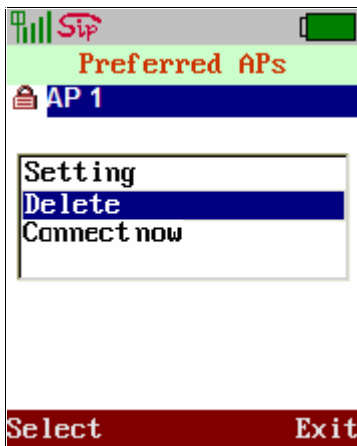 Sip
Preferred APs
AP 1
Setting
Delete
Connect now
Select Exit